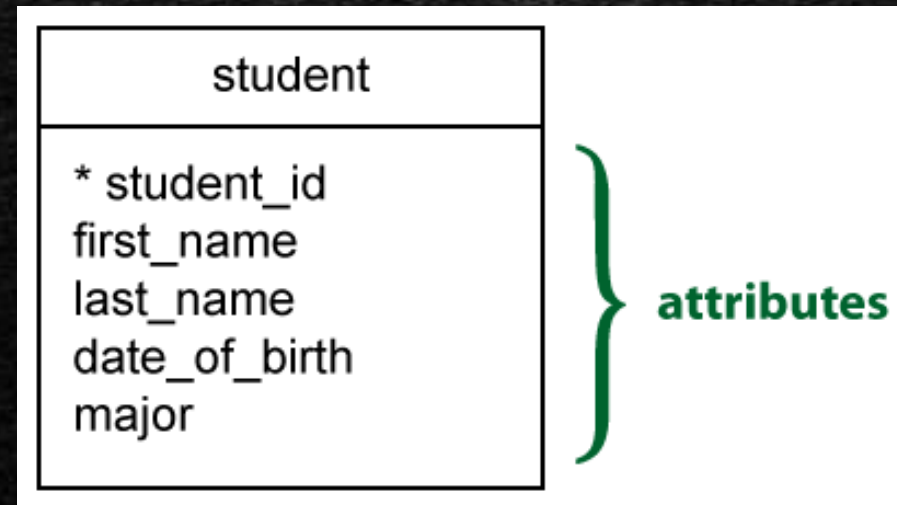 student
* student_id
first_name
last_name
date_of_birth
major
attributes